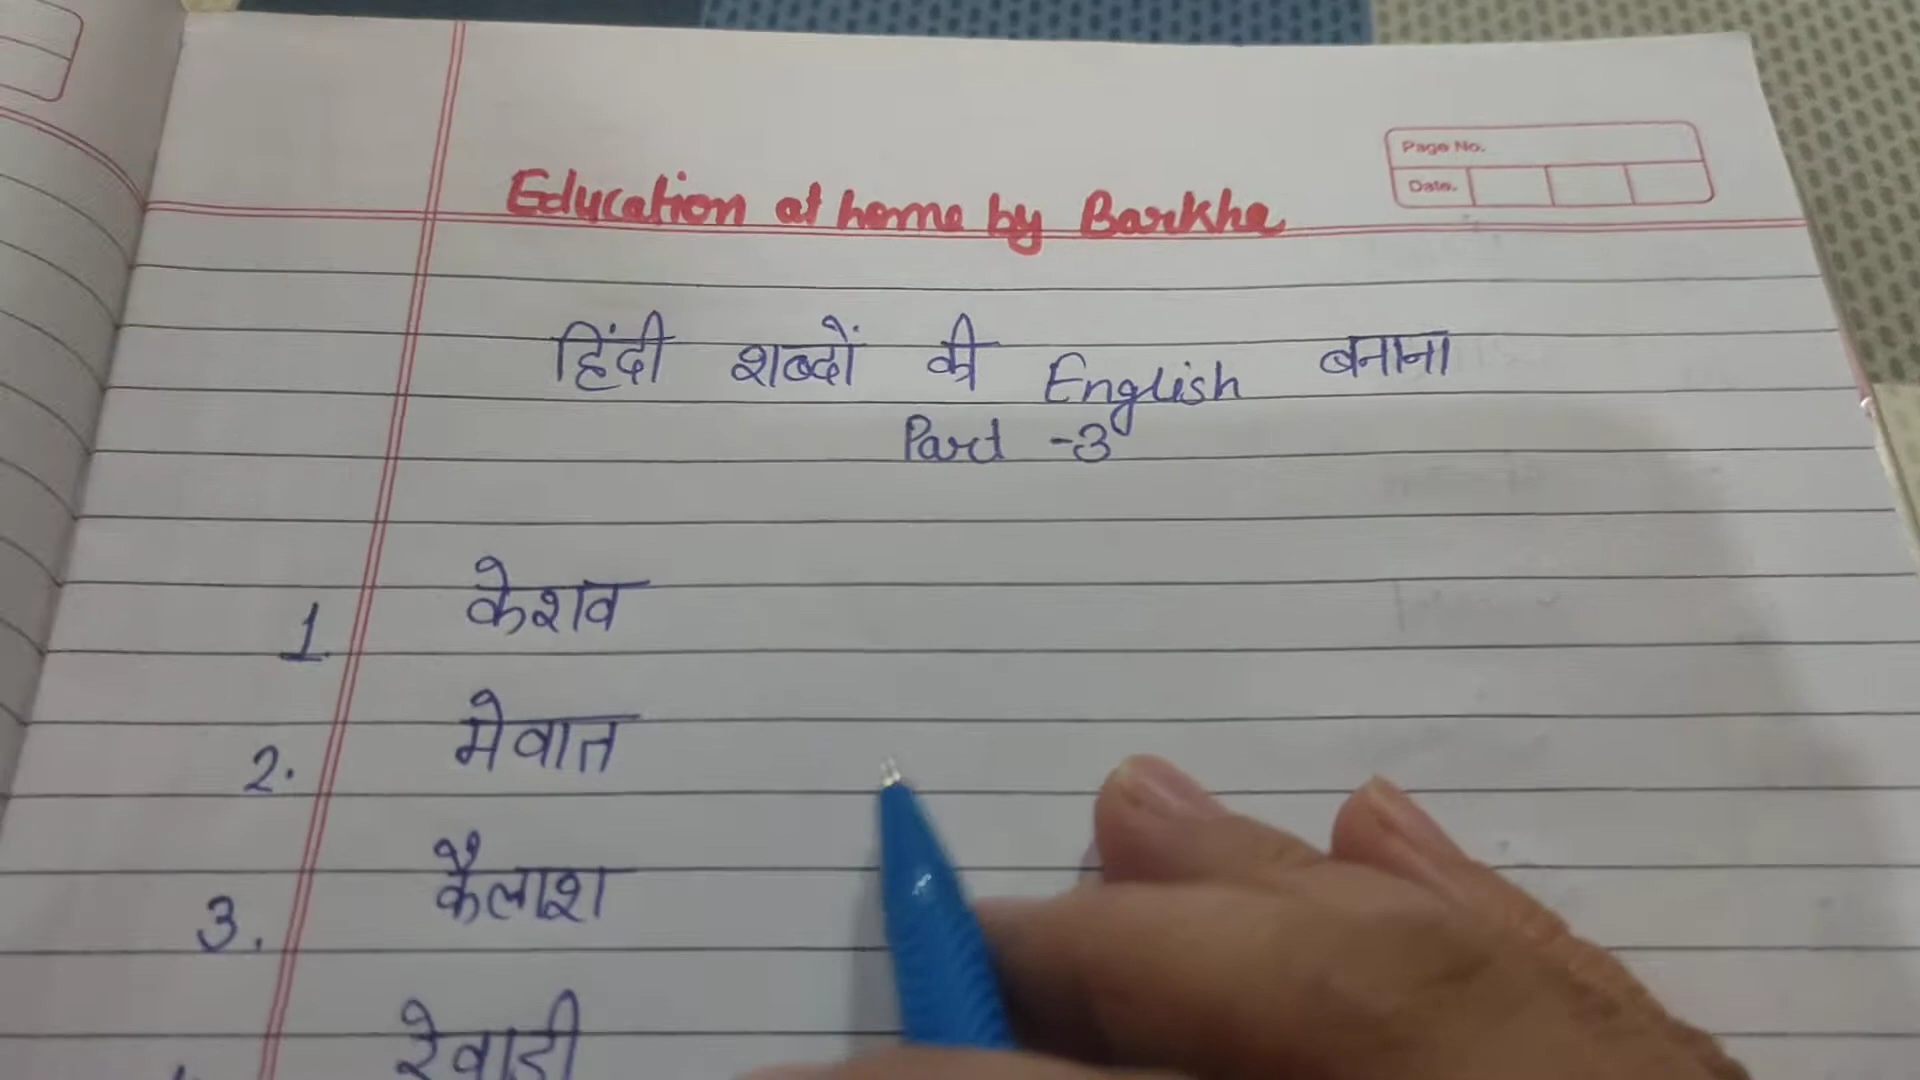 Page No.
Date.
Education at home by Barkha
हिंदी शब्दों की English बनाना
Part -3
1. केशव
2. मेवात
3. कैलाश
रेवाडी